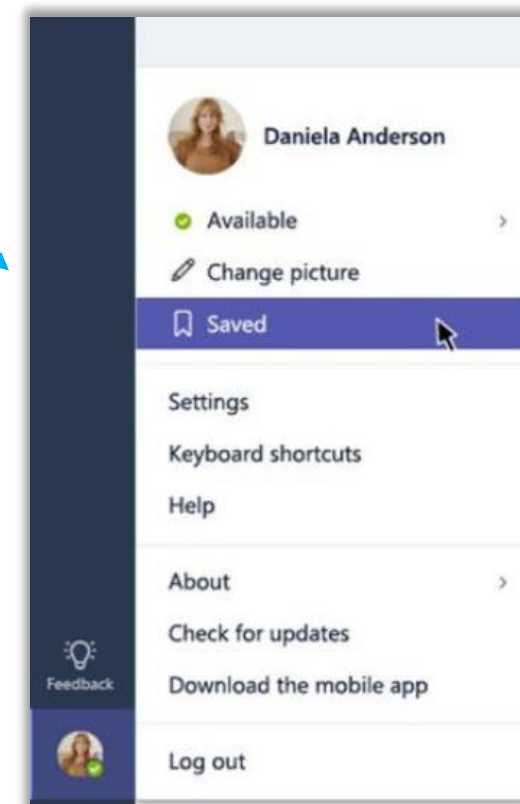 Daniela Anderson
Available
Change picture
Saved
Settings
Keyboard shortcuts
Help
About
Check for updates
Download the mobile app
Feedback
Log out